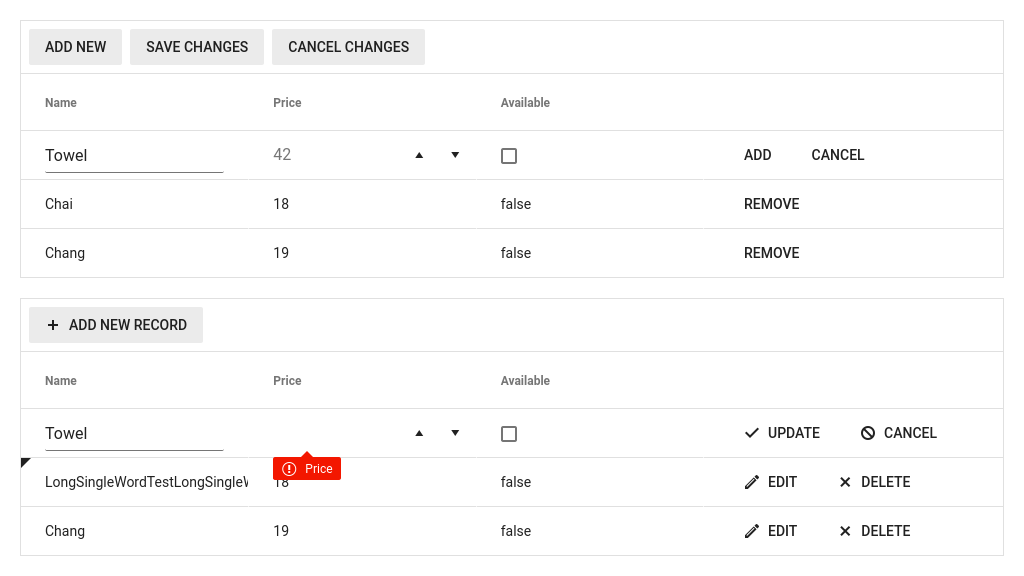 ADD NEW SAVE CHANGES CANCEL CHANGES
Name Price Available
Towel 42 ADD CANCEL
Chai 18 false REMOVE
Chang 19 false REMOVE
ADD NEW RECORD
Name Price Available
Towel UPDATE CANCEL
Price
LongSingleWordTestLongSingleW 18 false EDIT DELETE
Chang 19 false EDIT DELETE